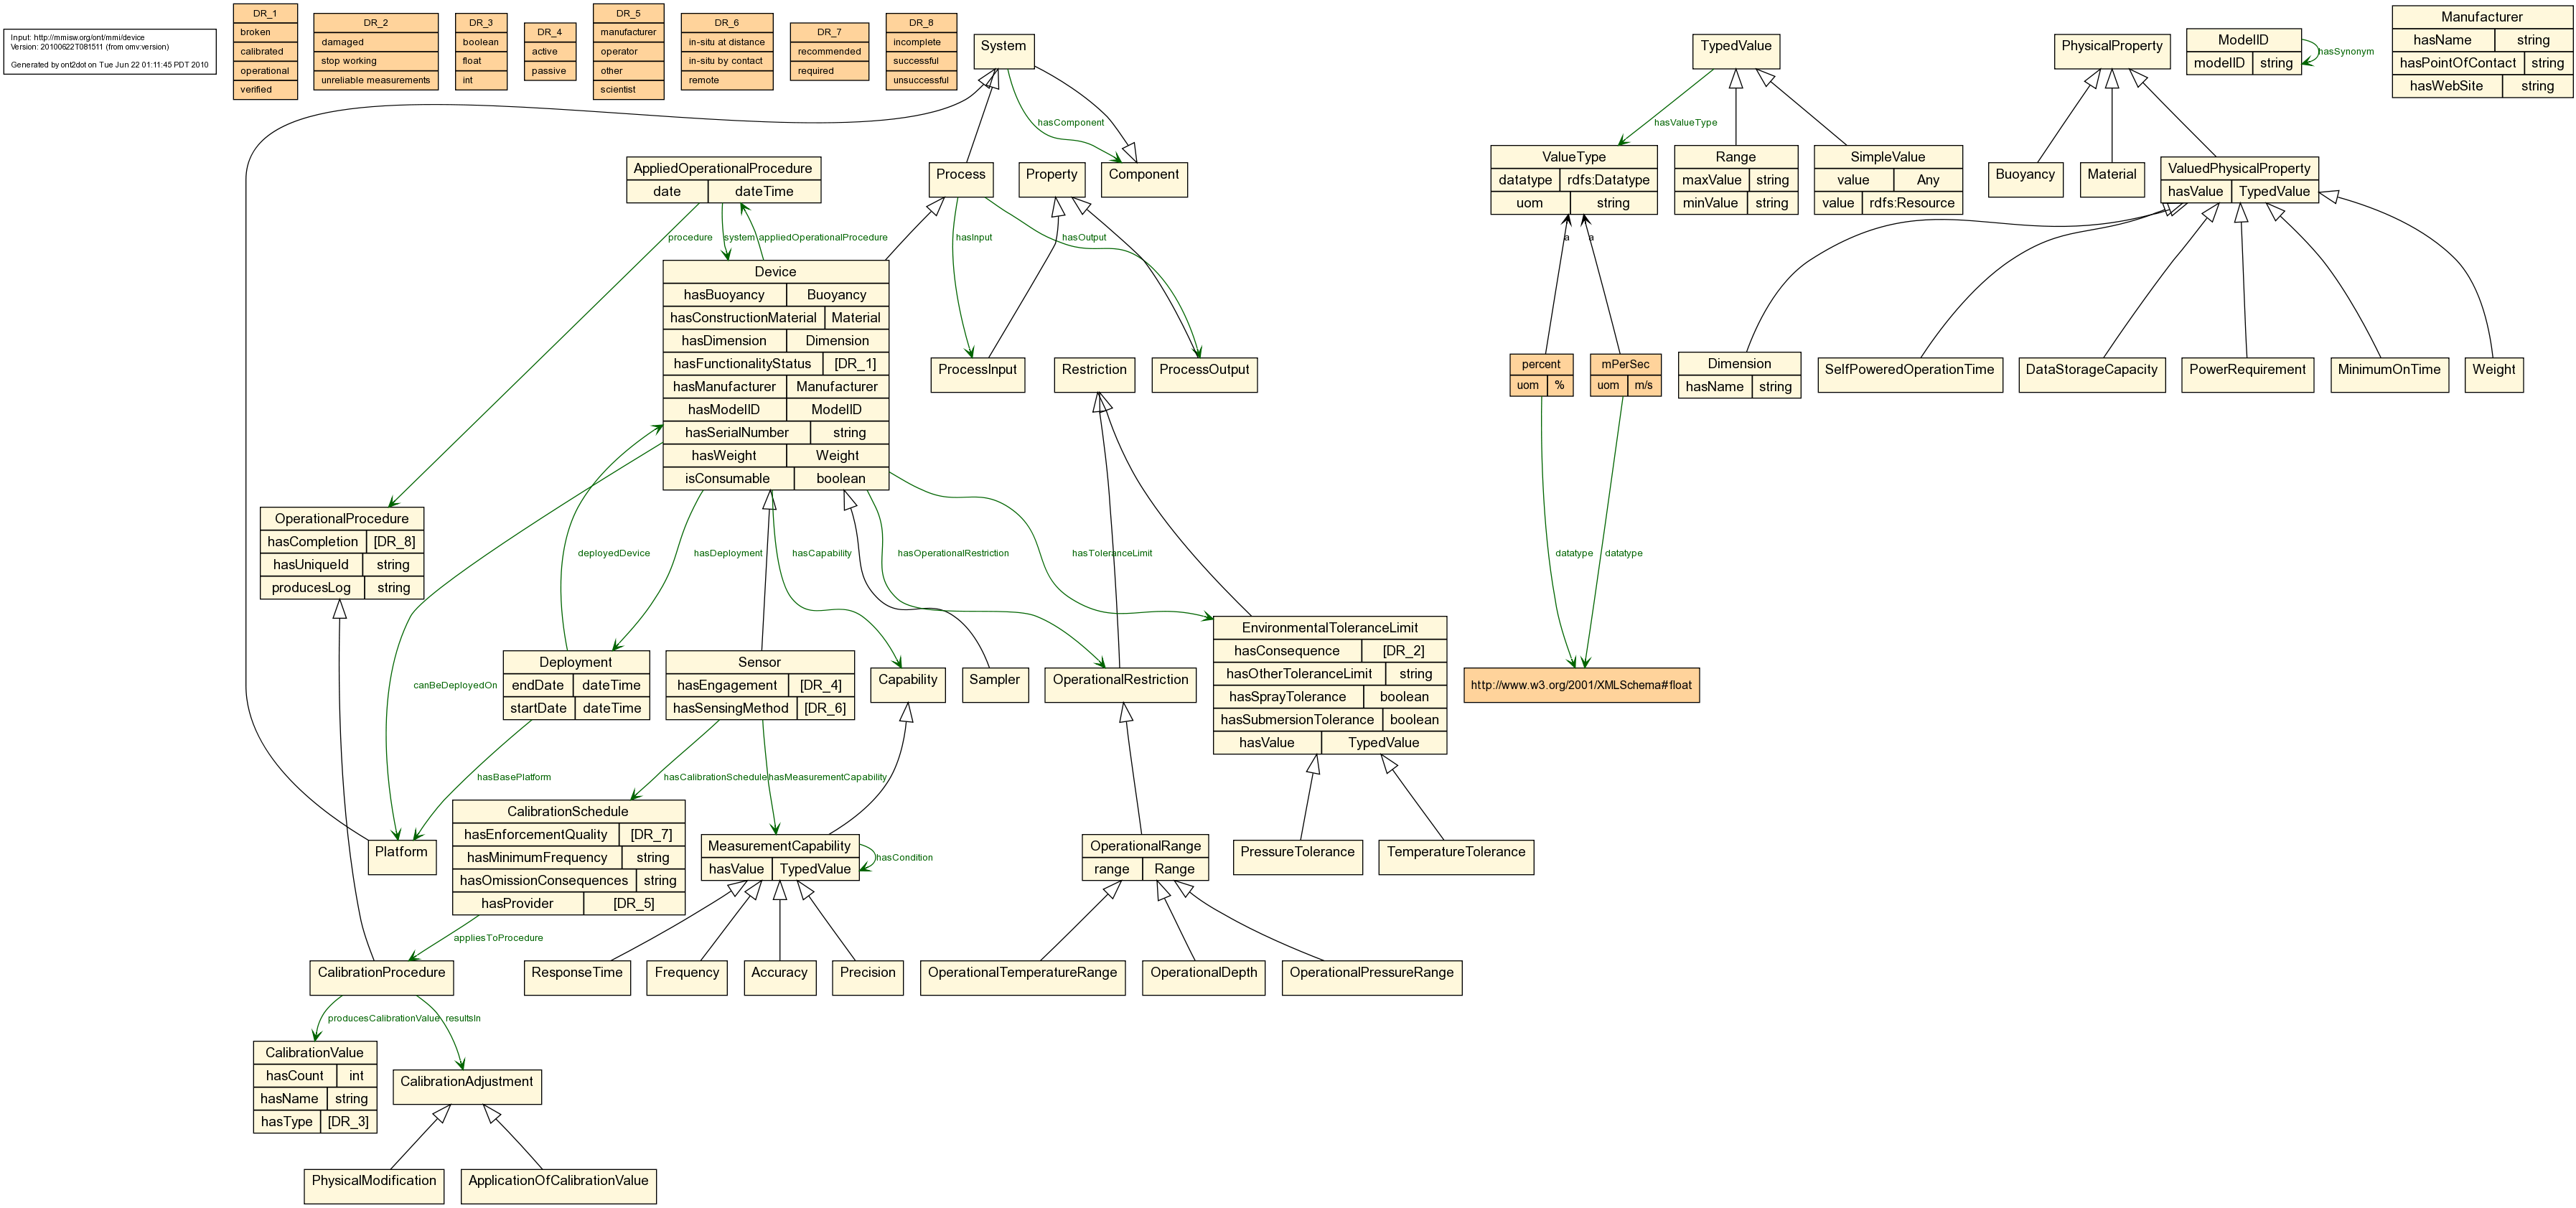 Input: http://mmisw.org/ont/mmi/device
Version: 20100622T081511 (from omv:version)
Generated by ont2dot on Tue Jun 22 01:11:45 PDT 2010
DR_1
broken
calibrated
operational
verified
DR_2
damaged
stop working
unreliable measurements
DR_3
boolean
float
int
DR_4
active
passive
DR_5
manufacturer
operator
other
scientist
DR_6
in-situ at distance
in-situ by contact
remote
DR_7
recommended
required
DR_8
incomplete
successful
unsuccessful
System
TypedValue
PhysicalProperty
ModelID
modelID string
hasSynonym
Manufacturer
hasName string
hasPointOfContact string
hasWebSite string
hasComponent
hasValueType
AppliedOperationalProcedure
date dateTime
Process
Property
Component
ValueType
datatype rdfs:Datatype
uom string
Range
maxValue string
minValue string
SimpleValue
value Any
value rdfs:Resource
Buoyancy
Material
ValuedPhysicalProperty
hasValue TypedValue
procedure
system
appliedOperationalProcedure
hasInput
hasOutput
a
a
Device
hasBuoyancy Buoyancy
hasConstructionMaterial Material
hasDimension Dimension
hasFunctionalityStatus [DR_1]
hasManufacturer Manufacturer
hasModelID ModelID
hasSerialNumber string
hasWeight Weight
isConsumable boolean
ProcessInput
Restriction
ProcessOutput
percent
uom %
mPerSec
uom m/s
Dimension
hasName string
SelfPoweredOperationTime
DataStorageCapacity
PowerRequirement
MinimumOnTime
Weight
OperationalProcedure
hasCompletion [DR_8]
hasUniqueId string
producesLog string
deployedDevice
hasDeployment
hasCapability
hasOperationalRestriction
hasToleranceLimit
datatype
datatype
Deployment
endDate dateTime
startDate dateTime
Sensor
hasEngagement [DR_4]
hasSensingMethod [DR_6]
Capability
Sampler
OperationalRestriction
EnvironmentalToleranceLimit
hasConsequence [DR_2]
hasOtherToleranceLimit string
hasSprayTolerance boolean
hasSubmersionTolerance boolean
hasValue TypedValue
http://www.w3.org/2001/XMLSchema#float
canBeDeployedOn
hasBasePlatform
hasCalibrationSchedule
hasMeasurementCapability
Platform
CalibrationSchedule
hasEnforcementQuality [DR_7]
hasMinimumFrequency string
hasOmissionConsequences string
hasProvider [DR_5]
MeasurementCapability
hasValue TypedValue
hasCondition
OperationalRange
range Range
PressureTolerance
TemperatureTolerance
appliesToProcedure
CalibrationProcedure
ResponseTime
Frequency
Accuracy
Precision
OperationalTemperatureRange
OperationalDepth
OperationalPressureRange
producesCalibrationValue
resultsIn
CalibrationValue
hasCount int
hasName string
hasType [DR_3]
CalibrationAdjustment
PhysicalModification
ApplicationOfCalibrationValue